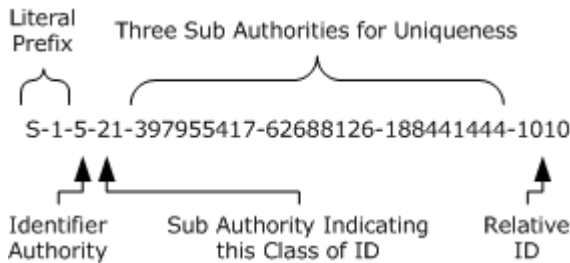 Literal
Prefix
Three Sub Authorities for Uniqueness
S-1-5-21-397955417-62688126-188441444-1010
Identifier
Authority
Sub Authority Indicating
this Class of ID
Relative
ID